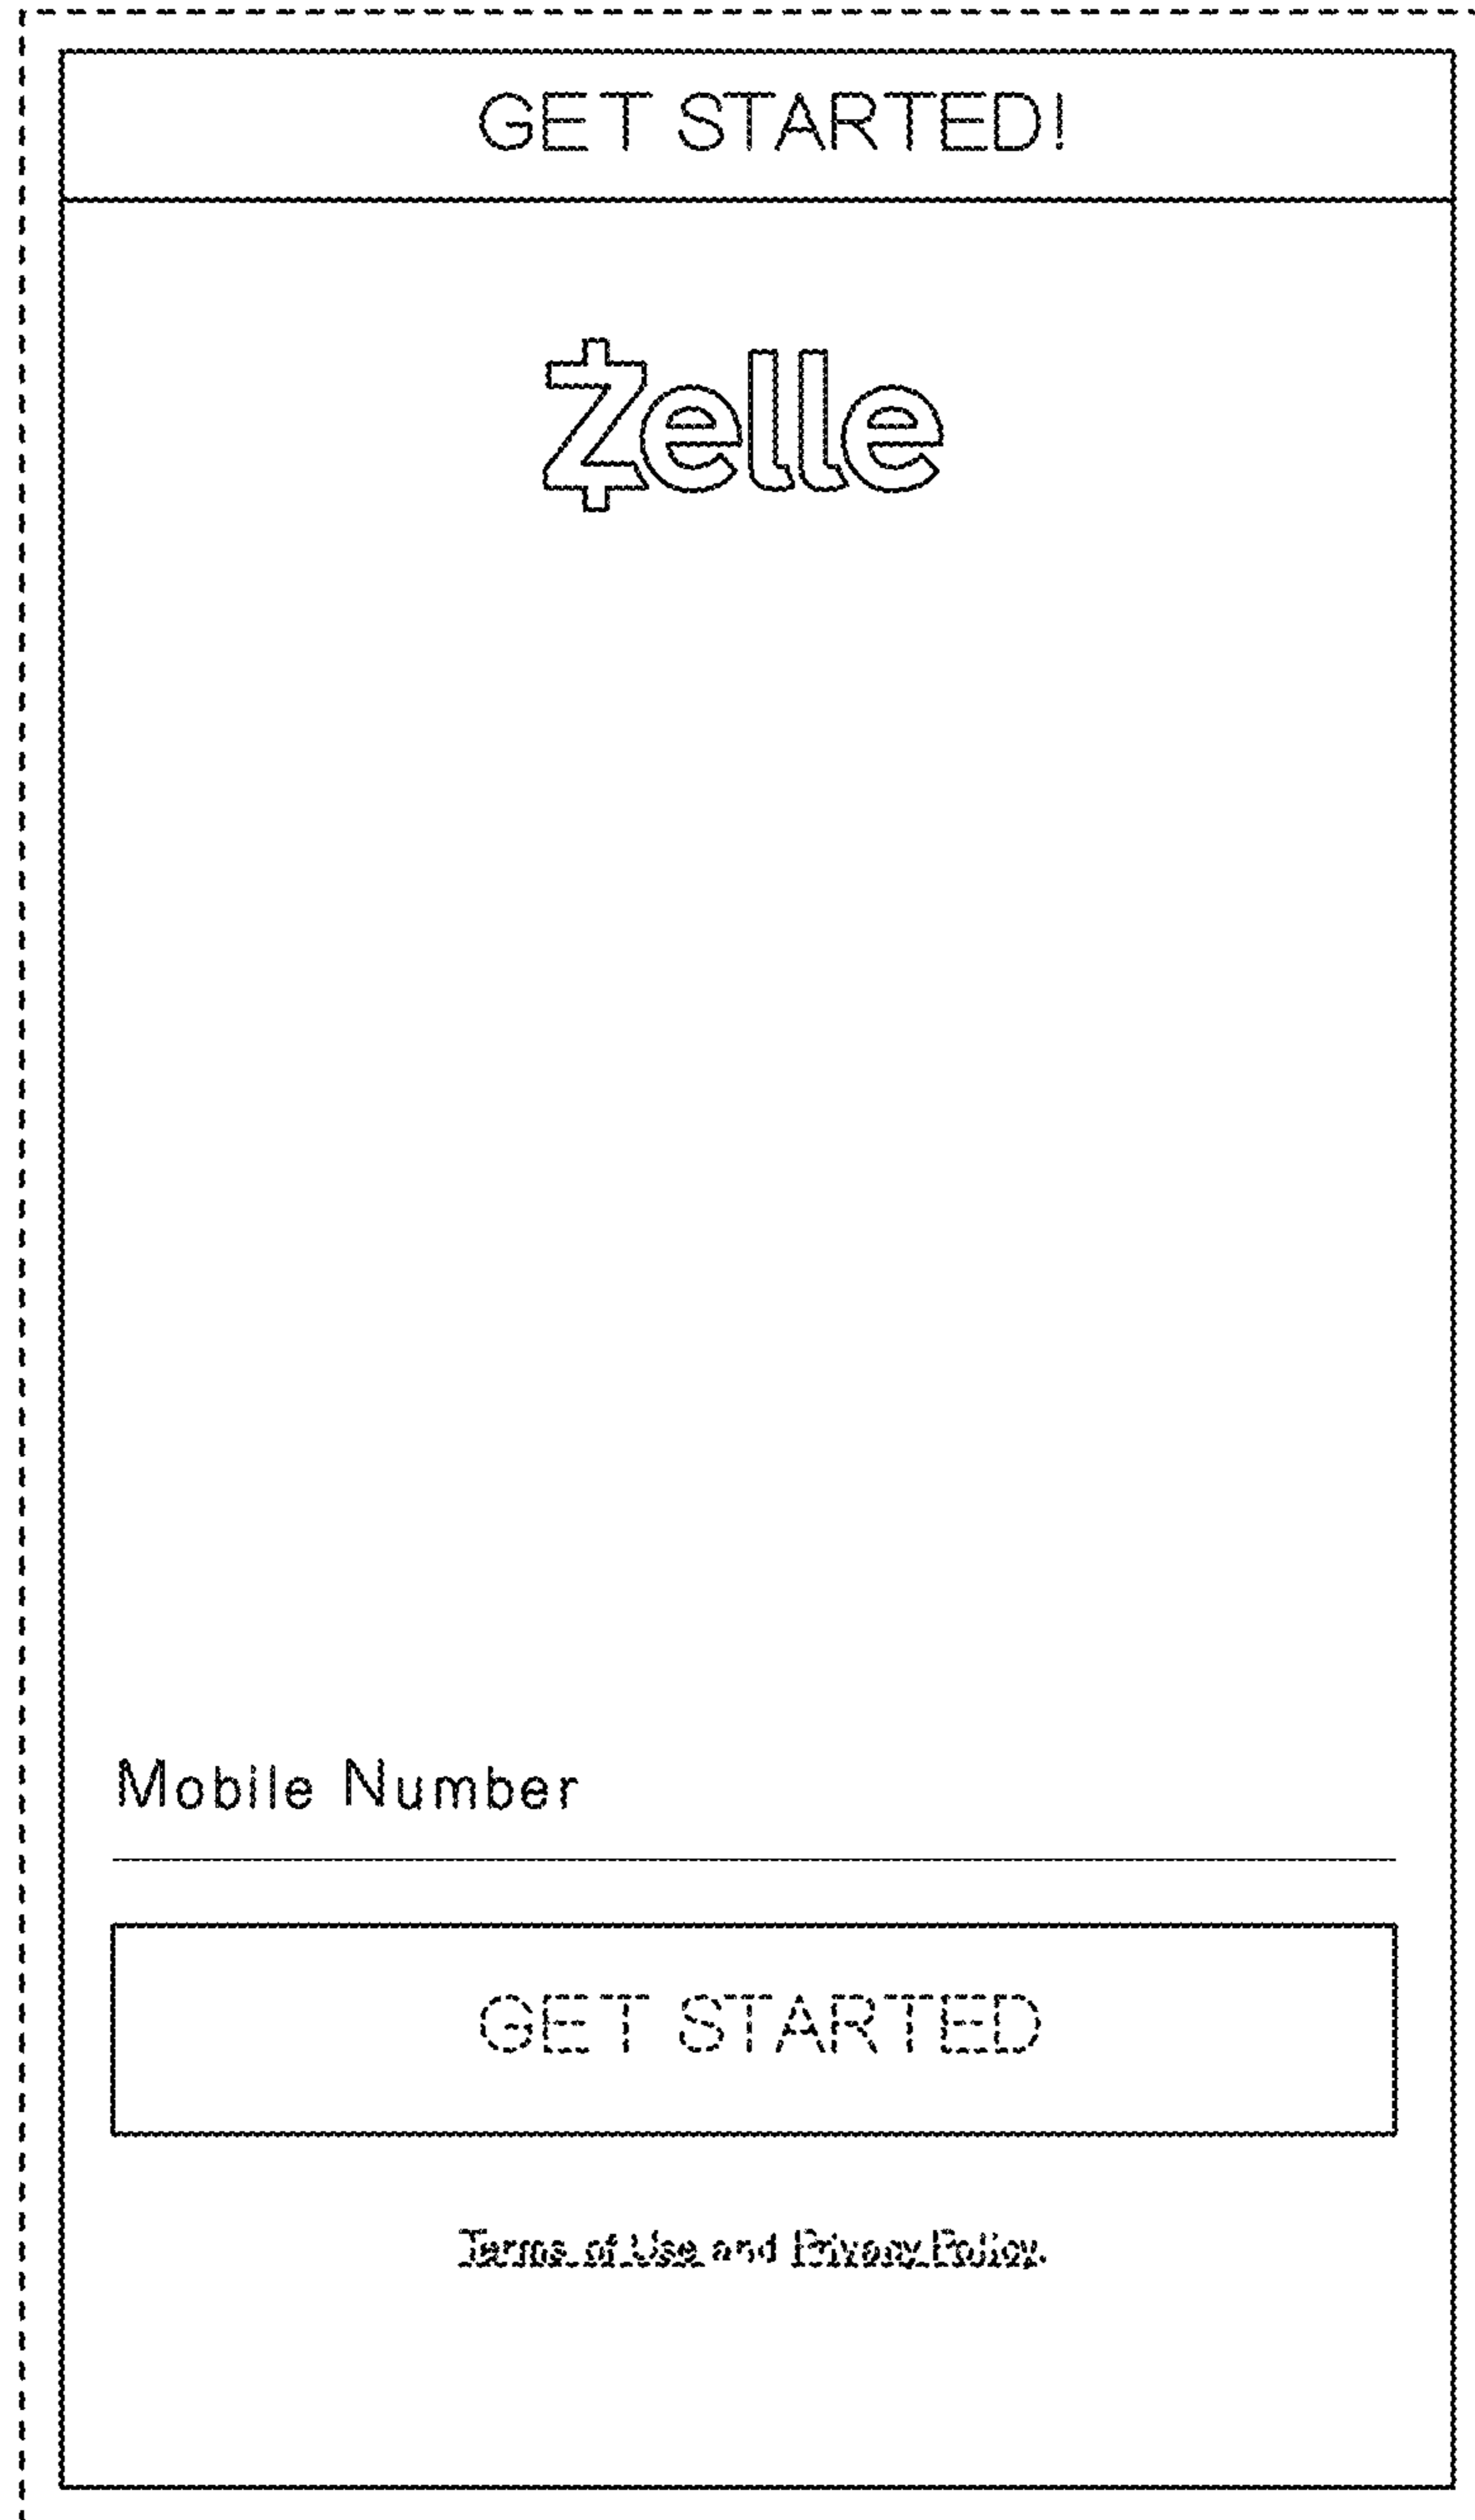 GET STARTED!
Zelle
Mobile Number
GET STARTED
Terms of Use and Privacy Policy.